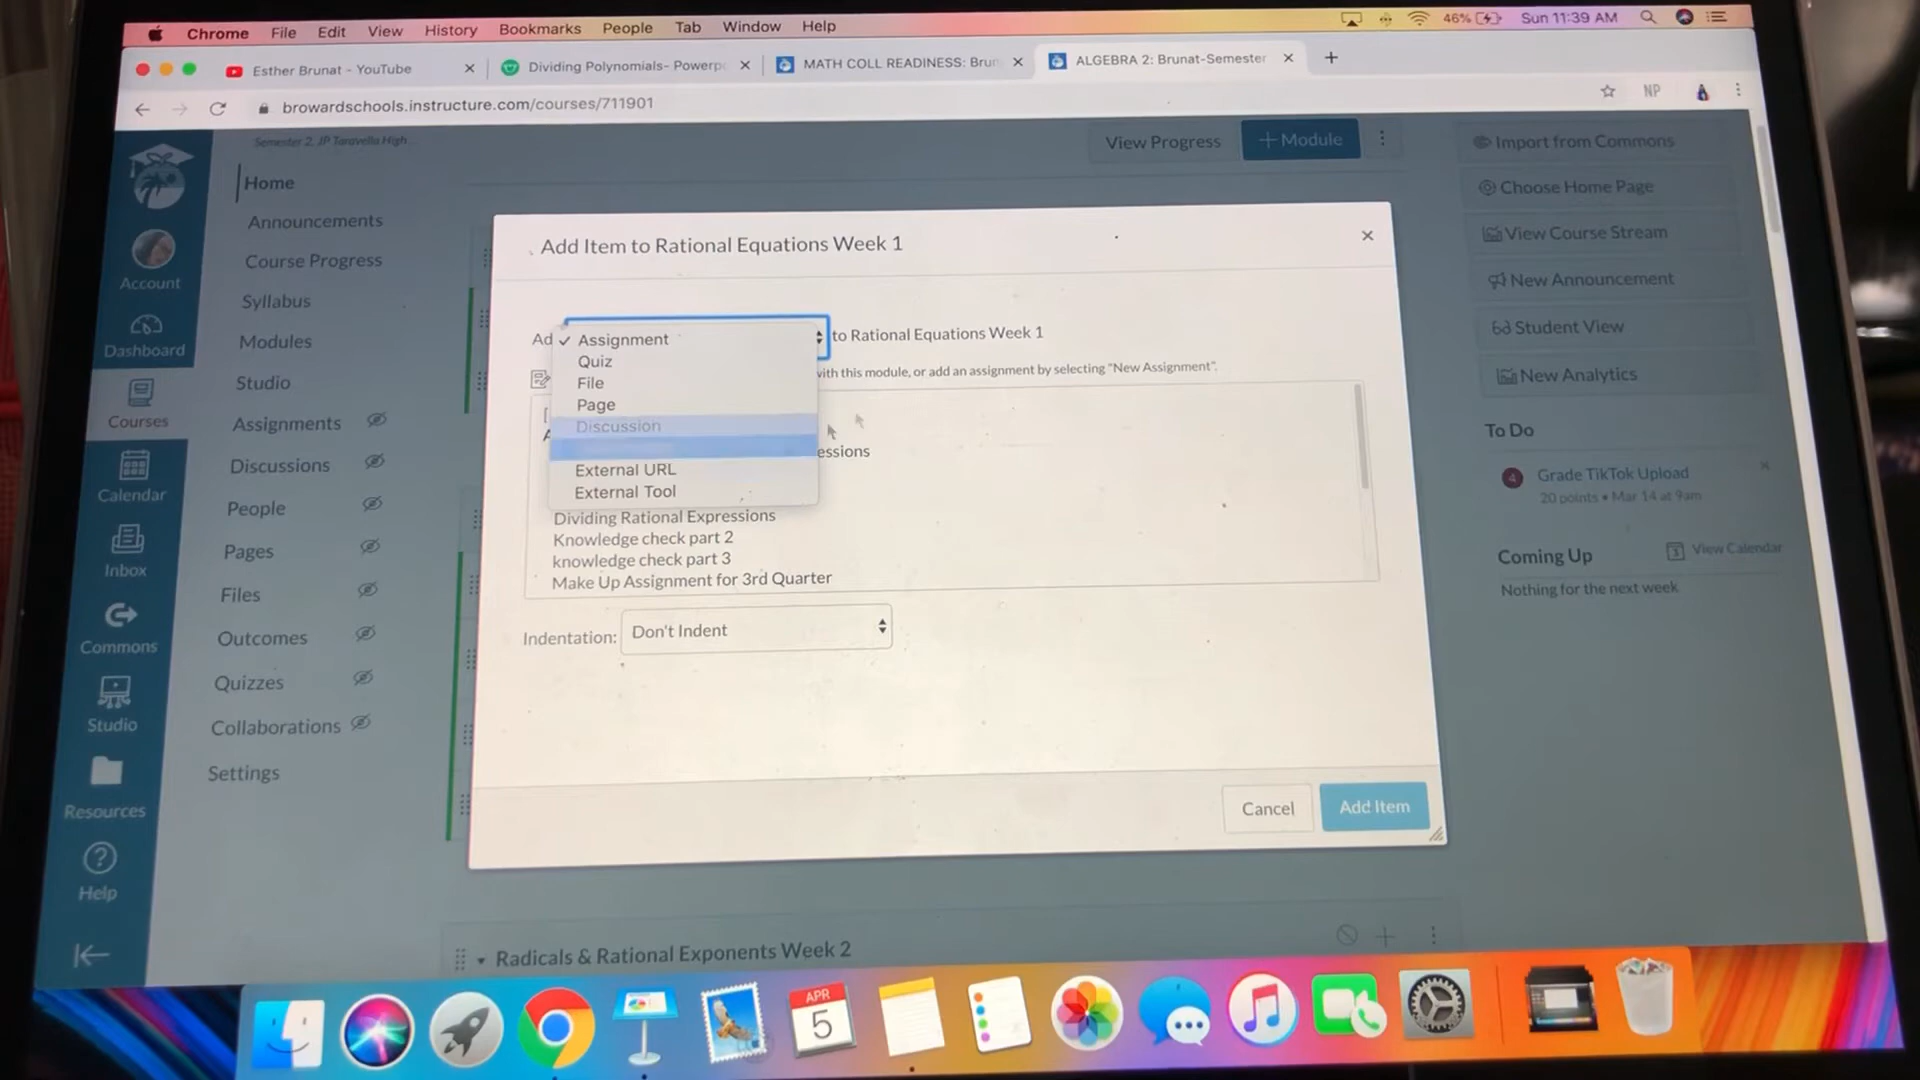 Chrome File Edit View History Bookmarks People Tab Window Help
46% Sun 11:39 AM
Esther Brunat - YouTube
Dividing Polynomials- Powerpo
MATH COLL READINESS: Brun
ALGEBRA 2: Brunat-Semester
browardschools.instructure.com/courses/711901
NP
Semester 2. JP Taravella High
View Progress
+ Module
Import from Commons
Choose Home Page
View Course Stream
New Announcement
Student View
New Analytics
Account
Dashboard
Courses
Calendar
Inbox
Commons
Studio
Resources
Help
Home
Announcements
Course Progress
Syllabus
Modules
Studio
Assignments
Discussions
People
Pages
Files
Outcomes
Quizzes
Collaborations
Settings
Add Item to Rational Equations Week 1
Ad
✓ Assignment
to Rational Equations Week 1
Quiz
File
with this module, or add an assignment by selecting "New Assignment".
Page
[
Discussion
A
essions
External URL
External Tool
Dividing Rational Expressions
Knowledge check part 2
knowledge check part 3
Make Up Assignment for 3rd Quarter
Indentation: Don't Indent
Cancel
Add Item
To Do
4 Grade TikTok Upload
20 points • Mar 14 at 9am
Coming Up
View Calendar
Nothing for the next week
Radicals & Rational Exponents Week 2
APR
5